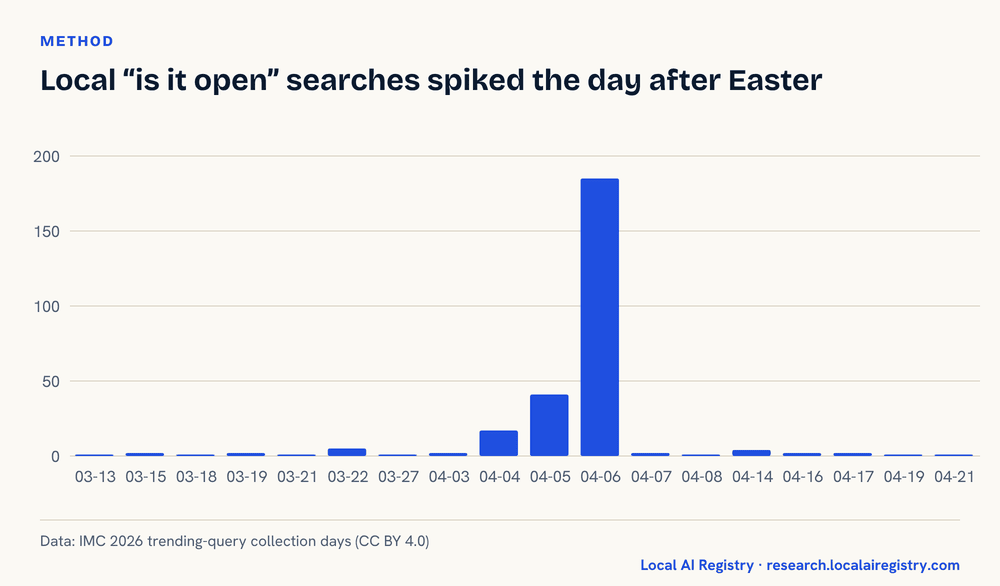 METHOD
Local “is it open” searches spiked the day after Easter
200
150
100
50
0
03-13 03-15 03-18 03-19 03-21 03-22 03-27 04-03 04-04 04-05 04-06 04-07 04-08 04-14 04-16 04-17 04-19 04-21
Data: IMC 2026 trending-query collection days (CC BY 4.0)
Local AI Registry · research.localairegistry.com